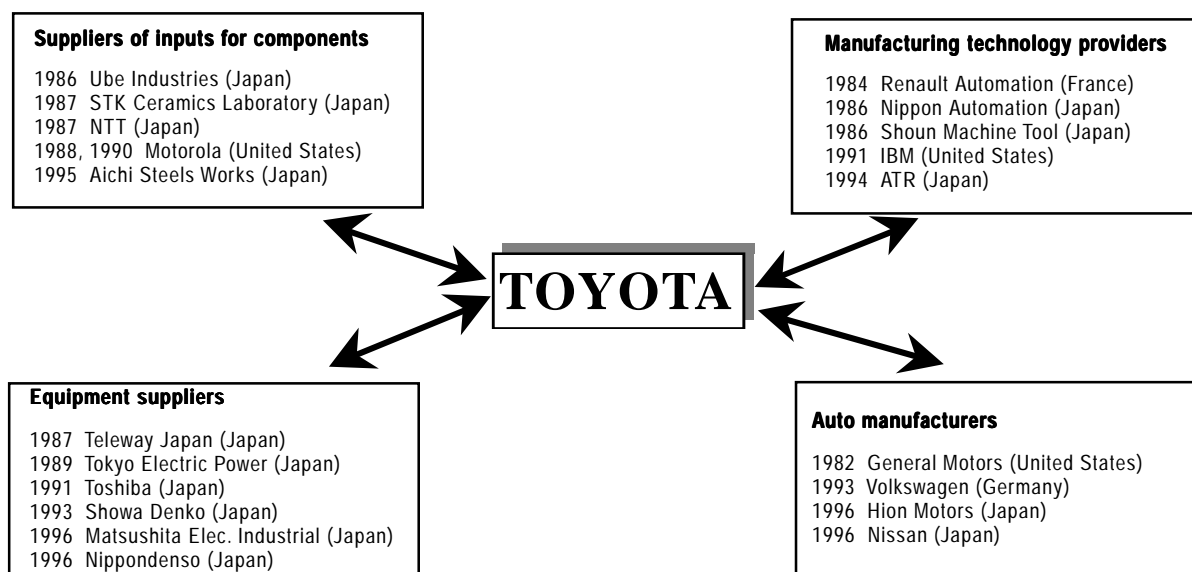 Suppliers of inputs for components
1986 Ube Industries (Japan)
1987 STK Ceramics Laboratory (Japan)
1987 NTT (Japan)
1988, 1990 Motorola (United States)
1995 Aichi Steels Works (Japan)
Manufacturing technology providers
1984 Renault Automation (France)
1986 Nippon Automation (Japan)
1986 Shoun Machine Tool (Japan)
1991 IBM (United States)
1994 ATR (Japan)
TOYOTA
Equipment suppliers
1987 Teleway Japan (Japan)
1989 Tokyo Electric Power (Japan)
1991 Toshiba (Japan)
1993 Showa Denko (Japan)
1996 Matsushita Elec. Industrial (Japan)
1996 Nippondenso (Japan)
Auto manufacturers
1982 General Motors (United States)
1993 Volkswagen (Germany)
1996 Hion Motors (Japan)
1996 Nissan (Japan)